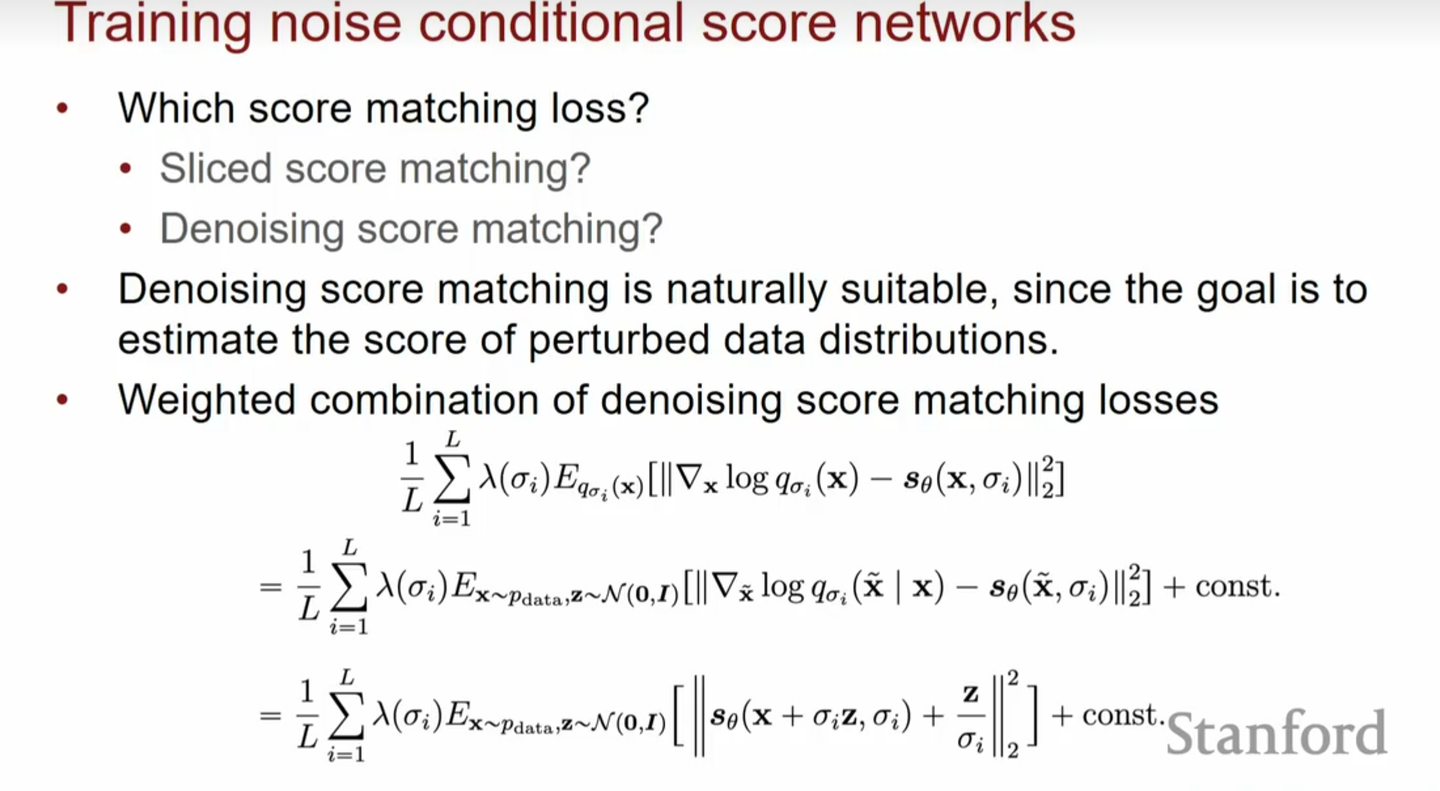 Training noise conditional score networks
• Which score matching loss?
• Sliced score matching?
• Denoising score matching?
• Denoising score matching is naturally suitable, since the goal is to
estimate the score of perturbed data distributions.
• Weighted combination of denoising score matching losses
$\frac{1}{L} \sum_{i=1}^{L} \lambda(\sigma_i) E_{q_{\sigma_i}(\mathbf{x})} [\| \nabla_{\mathbf{x}} \log q_{\sigma_i}(\mathbf{x}) - \boldsymbol{s}_\theta(\mathbf{x}, \sigma_i) \|_2^2]$
$= \frac{1}{L} \sum_{i=1}^{L} \lambda(\sigma_i) E_{\mathbf{x} \sim p_{\text{data}}, \mathbf{z} \sim \mathcal{N}(\mathbf{0}, \boldsymbol{I})} [\| \nabla_{\tilde{\mathbf{x}}} \log q_{\sigma_i}(\tilde{\mathbf{x}} \mid \mathbf{x}) - \boldsymbol{s}_\theta(\tilde{\mathbf{x}}, \sigma_i) \|_2^2] + \text{const.}$
$= \frac{1}{L} \sum_{i=1}^{L} \lambda(\sigma_i) E_{\mathbf{x} \sim p_{\text{data}}, \mathbf{z} \sim \mathcal{N}(\mathbf{0}, \boldsymbol{I})} \left[ \left\| \boldsymbol{s}_\theta(\mathbf{x} + \sigma_i \mathbf{z}, \sigma_i) + \frac{\mathbf{z}}{\sigma_i} \right\|_2^2 \right] + \text{const.}$
Stanford